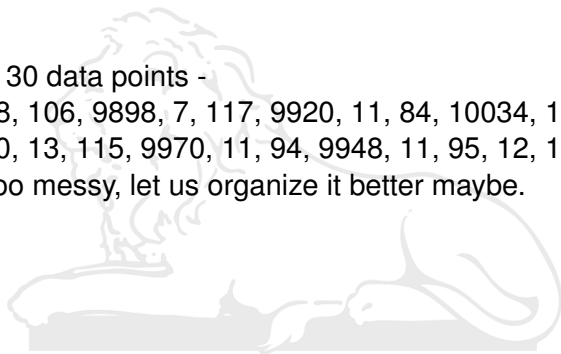 30 data points -
8, 106, 9898, 7, 117, 9920, 11, 84, 10034, 1
0, 13, 115, 9970, 11, 94, 9948, 11, 95, 12, 1
oo messy, let us organize it better maybe.